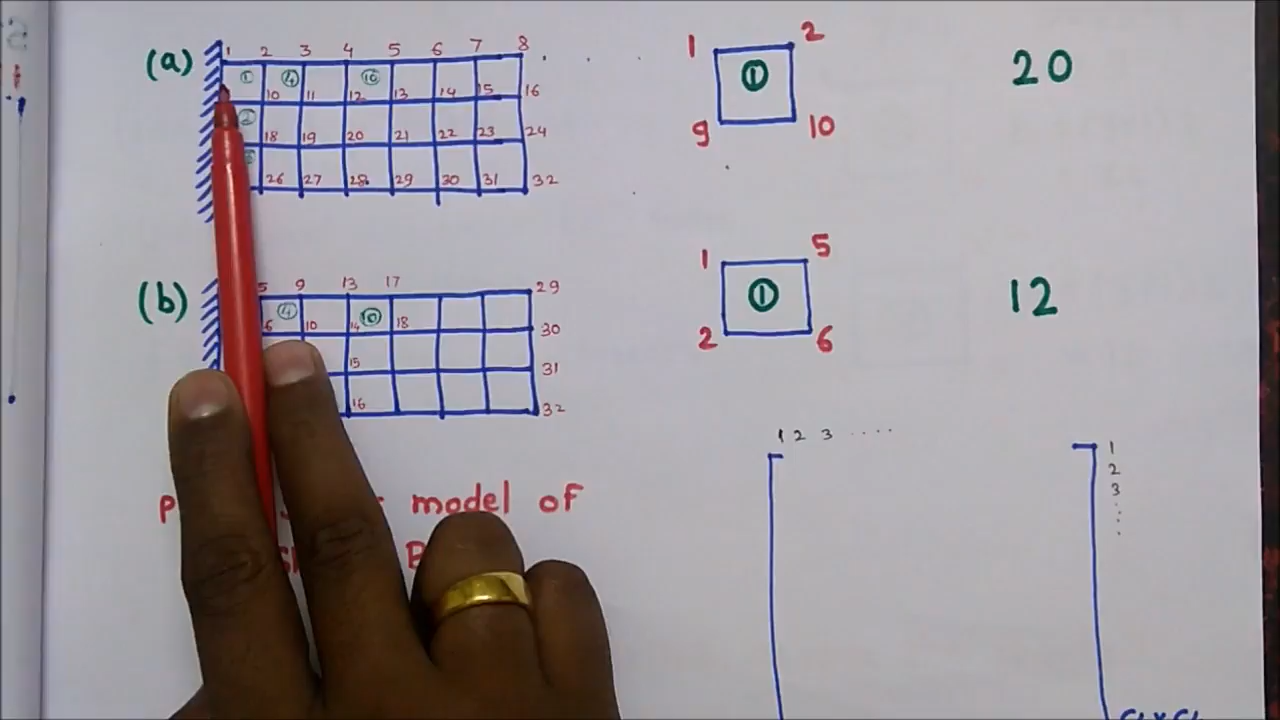 (a)
1 2 3 4 5 6 7 8
① ④ ⑩
10 11 12 13 14 15 16
②
18 19 20 21 22 23 24
26 27 28 29 30 31 32
1 2
①
9 10
20
(b)
5 9 13 17 29
④ ⑩
6 10 14 18 30
15 31
16 32
1 5
①
2 6
12
model of
1 2 3 ....
1
2
3